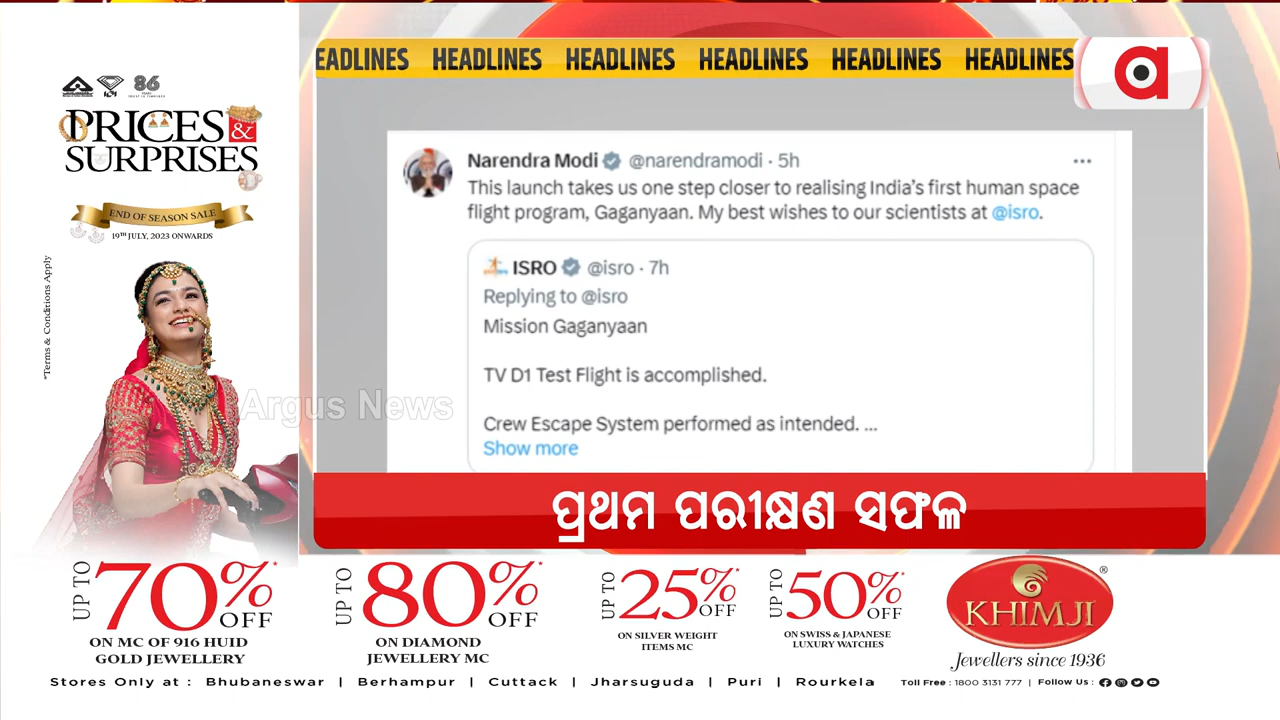 EADLINES HEADLINES HEADLINES HEADLINES HEADLINES HEADLINES
a
86
PRICES &
SURPRISES
END OF SEASON SALE
19TH JULY, 2023 ONWARDS
*Terms & Conditions Apply
Narendra Modi @narendramodi · 5h
This launch takes us one step closer to realising India's first human space
flight program, Gaganyaan. My best wishes to our scientists at @isro.
ISRO @isro · 7h
Replying to @isro
Mission Gaganyaan
TV D1 Test Flight is accomplished.
Crew Escape System performed as intended. ...
Show more
Argus News
ପ୍ରଥମ ପରୀକ୍ଷଣ ସଫଳ
UP TO 70%* OFF
ON MC OF 916 HUID
GOLD JEWELLERY
UP TO 80%* OFF
ON DIAMOND
JEWELLERY MC
UP TO 25%* OFF
ON SILVER WEIGHT
ITEMS MC
UP TO 50%* OFF
ON SWISS & JAPANESE
LUXURY WATCHES
KHIMJI ®
Jewellers since 1936
Stores Only at : Bhubaneswar | Berhampur | Cuttack | Jharsuguda | Puri | Rourkela
Toll Free : 1800 3131 777 | Follow Us :